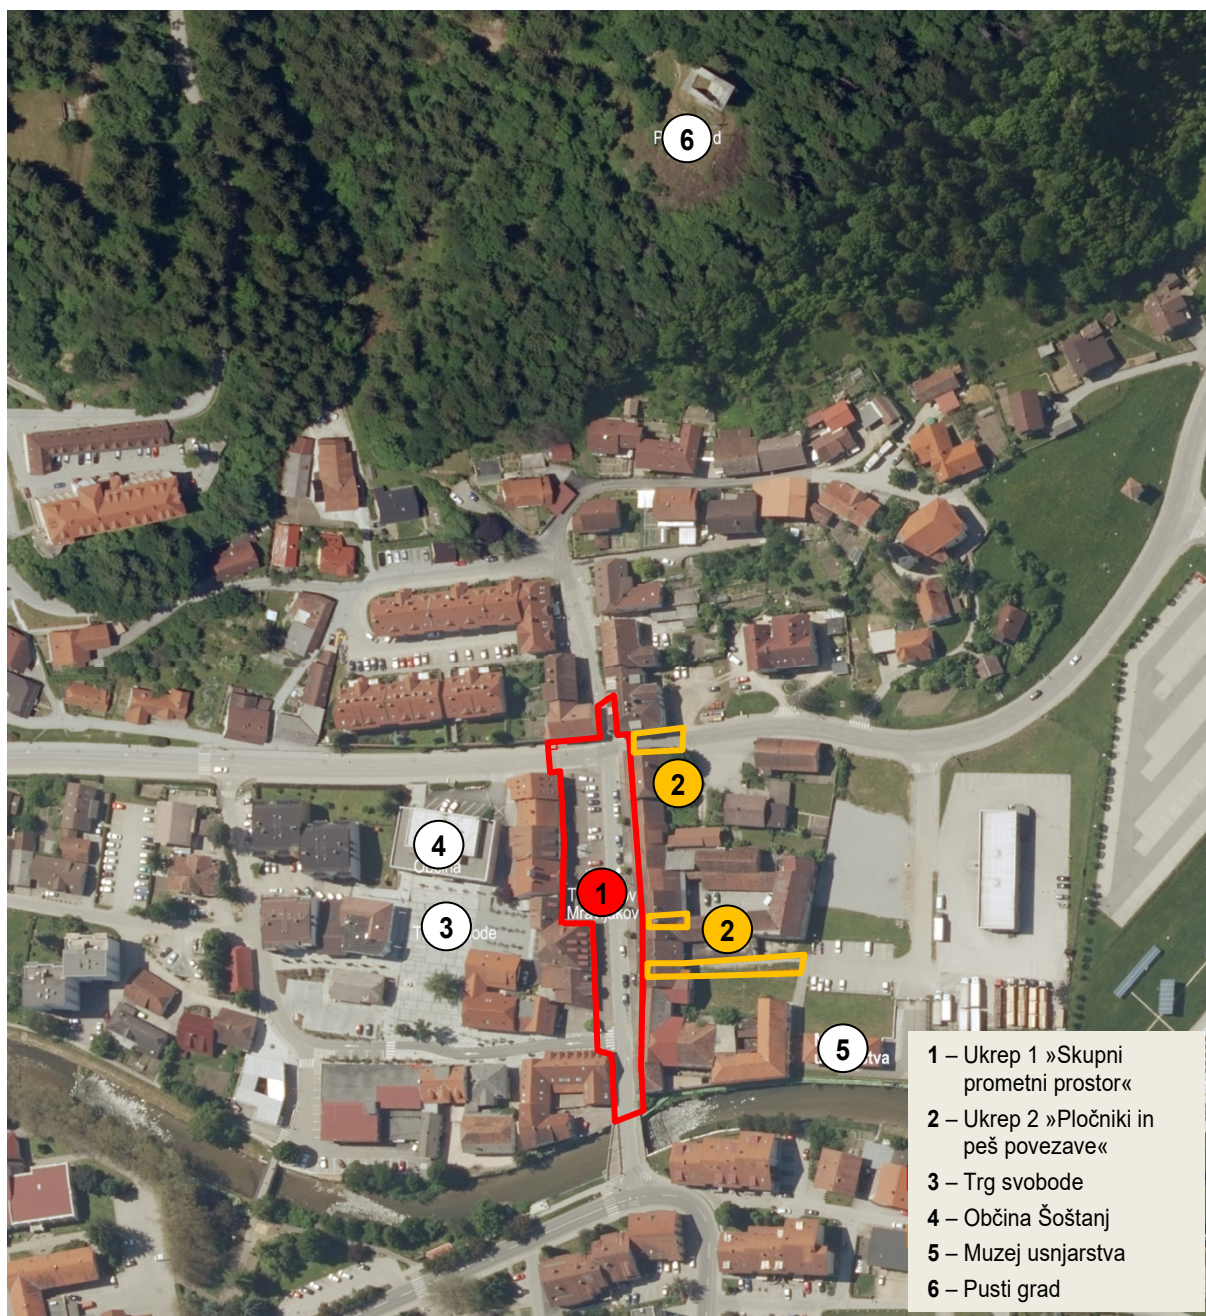 6
2
4
Občina
1
3
2
5
1 – Ukrep 1 »Skupni
prometni prostor«
2 – Ukrep 2 »Pločniki in
peš povezave«
3 – Trg svobode
4 – Občina Šoštanj
5 – Muzej usnjarstva
6 – Pusti grad